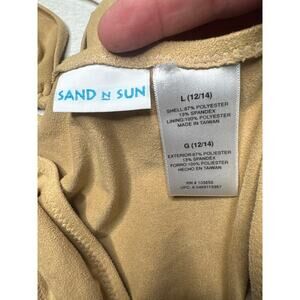 SAND N SUN
L (12/14)
SHELL:87% POLYESTER
13% SPANDEX
LINING:100% POLYESTER
MADE IN TAIWAN
G (12/14)
EXTERIOR:87% POLYESTER
13% SPANDEX
FORRO:100% POLYESTER
HECHO EN TAIWAN